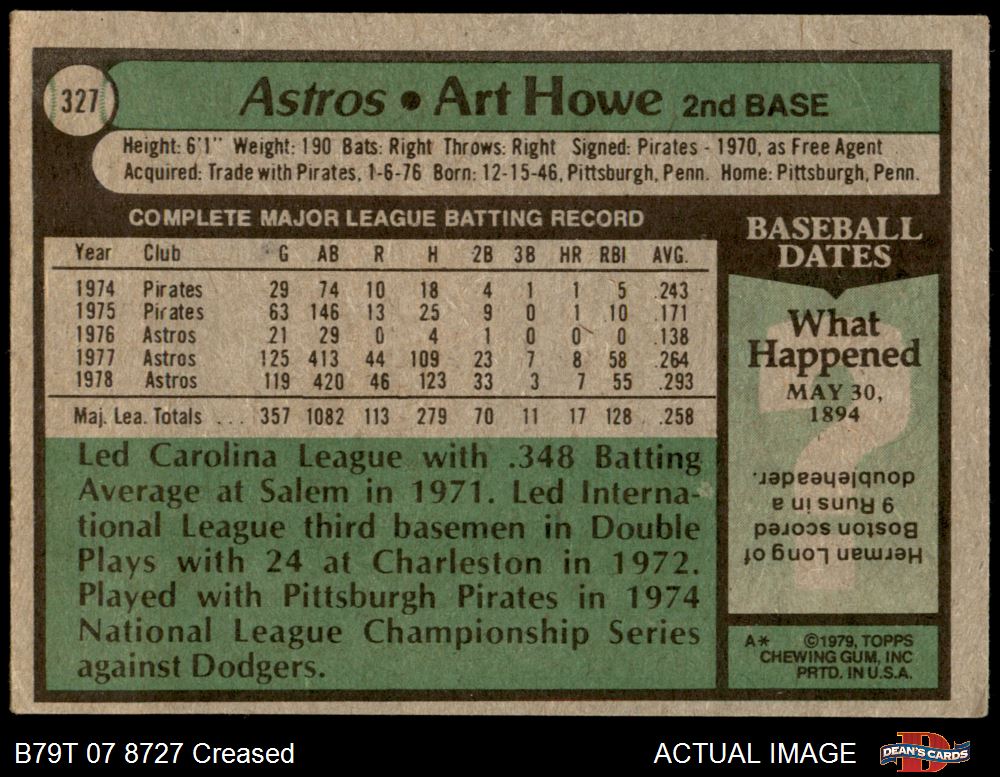 327
Astros • Art Howe 2nd BASE
Height: 6'1" Weight: 190 Bats: Right Throws: Right Signed: Pirates - 1970, as Free Agent
Acquired: Trade with Pirates, 1-6-76 Born: 12-15-46, Pittsburgh, Penn. Home: Pittsburgh, Penn.
COMPLETE MAJOR LEAGUE BATTING RECORD
Year Club G AB R H 2B 3B HR RBI AVG.
1974 Pirates 29 74 10 18 4 1 1 5 .243
1975 Pirates 63 146 13 25 9 0 1 10 .171
1976 Astros 21 29 0 4 1 0 0 0 .138
1977 Astros 125 413 44 109 23 7 8 58 .264
1978 Astros 119 420 46 123 33 3 7 55 .293
Maj. Lea. Totals ... 357 1082 113 279 70 11 17 128 .258
Led Carolina League with .348 Batting
Average at Salem in 1971. Led Interna-
tional League third basemen in Double
Plays with 24 at Charleston in 1972.
Played with Pittsburgh Pirates in 1974
National League Championship Series
against Dodgers.
BASEBALL
DATES
What
Happened
MAY 30,
1894
Herman Long of
Boston scored
9 Runs in a
doubleheader.
A* ©1979, TOPPS
CHEWING GUM, INC
PRTD. IN U.S.A.
B79T 07 8727 Creased
ACTUAL IMAGE
DEAN'S CARDS